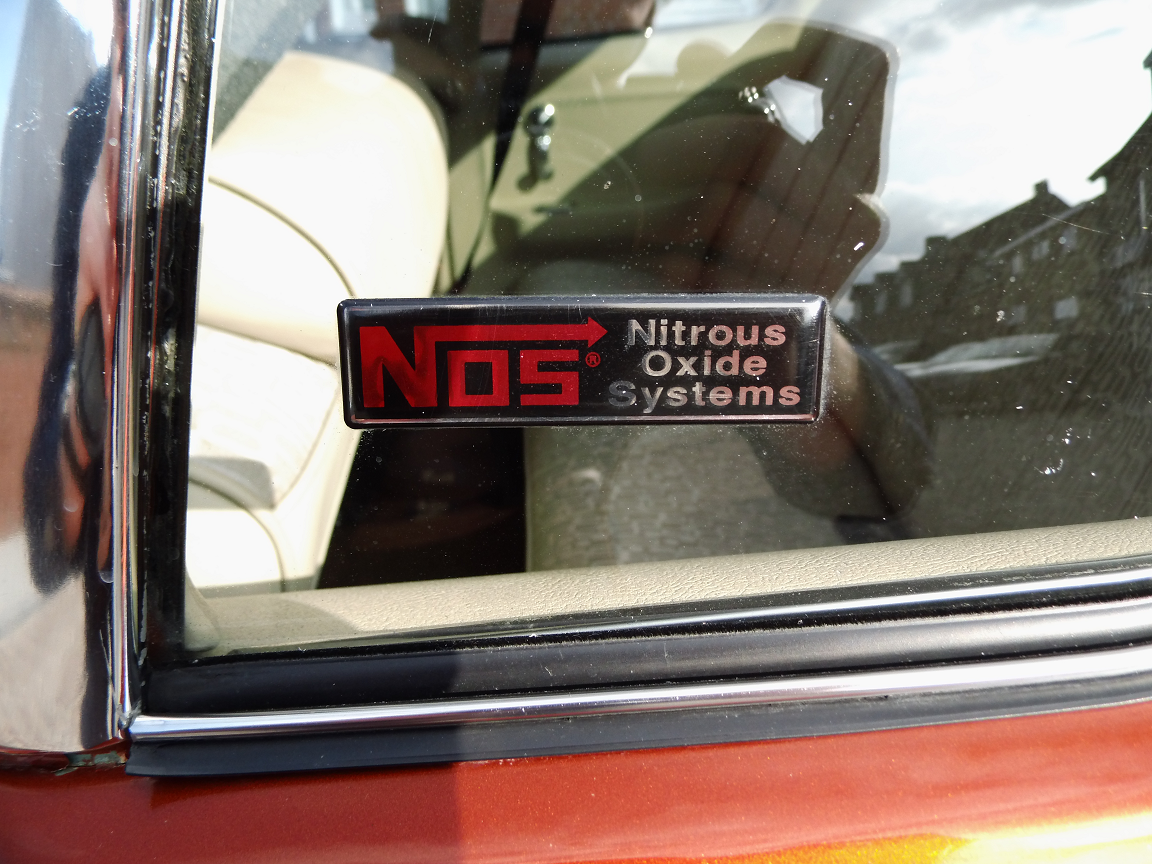 NOS®
Nitrous
Oxide
Systems